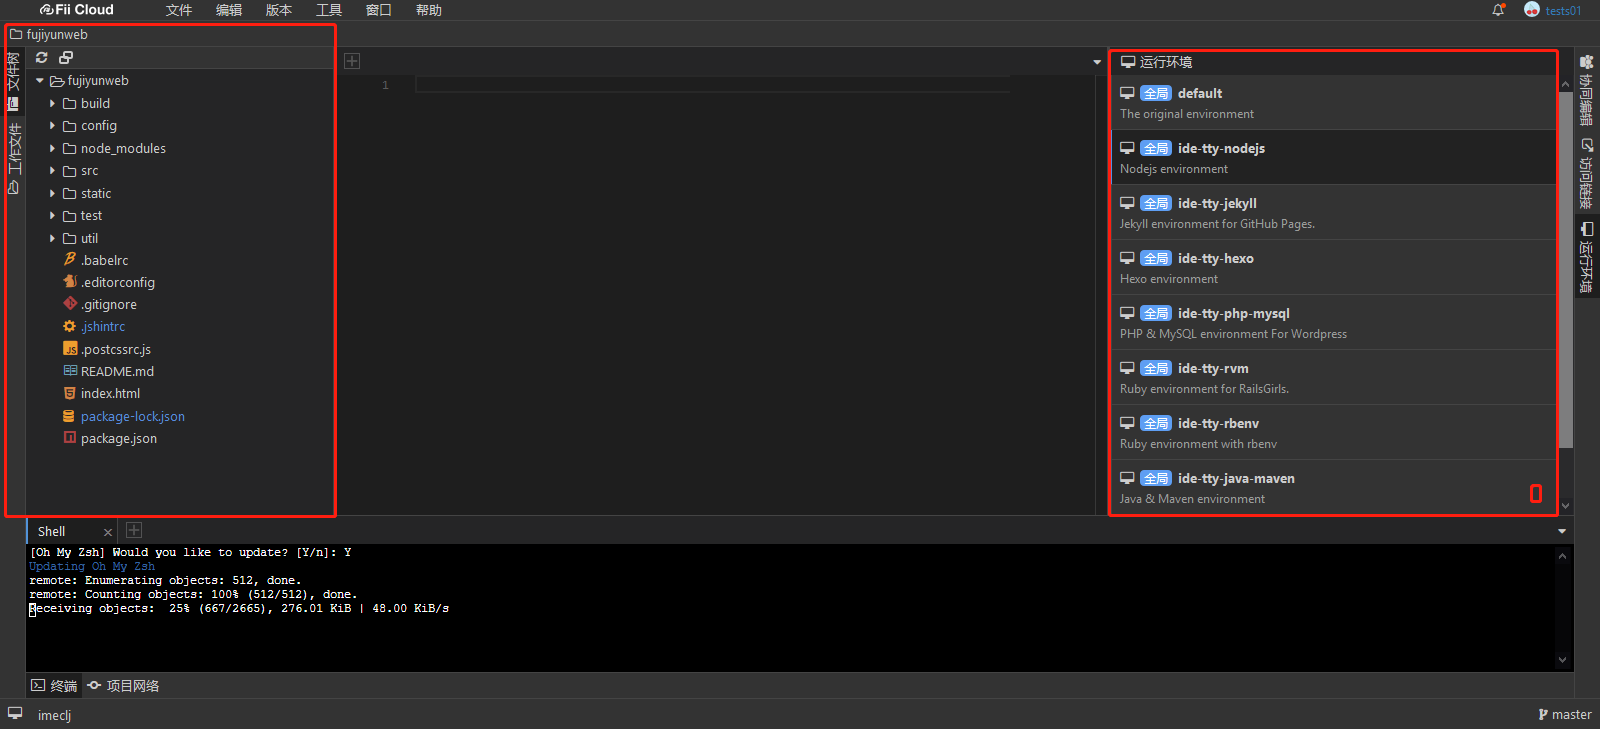 Fii Cloud 文件 编辑 版本 工具 窗口 帮助 tests01
fujiyunweb
文件树
工作文件
fujiyunweb
build
config
node_modules
src
static
test
util
.babelrc
.editorconfig
.gitignore
.jshintrc
.postcssrc.js
README.md
index.html
package-lock.json
package.json
1
运行环境
全局 default
The original environment
全局 ide-tty-nodejs
Nodejs environment
全局 ide-tty-jekyll
Jekyll environment for GitHub Pages.
全局 ide-tty-hexo
Hexo environment
全局 ide-tty-php-mysql
PHP & MySQL environment For Wordpress
全局 ide-tty-rvm
Ruby environment for RailsGirls.
全局 ide-tty-rbenv
Ruby environment with rbenv
全局 ide-tty-java-maven
Java & Maven environment
协同编辑
访问链接
运行环境
Shell
[Oh My Zsh] Would you like to update? [Y/n]: Y
Updating Oh My Zsh
remote: Enumerating objects: 512, done.
remote: Counting objects: 100% (512/512), done.
Receiving objects: 25% (667/2665), 276.01 KiB | 48.00 KiB/s
终端 项目网络
imeclj master